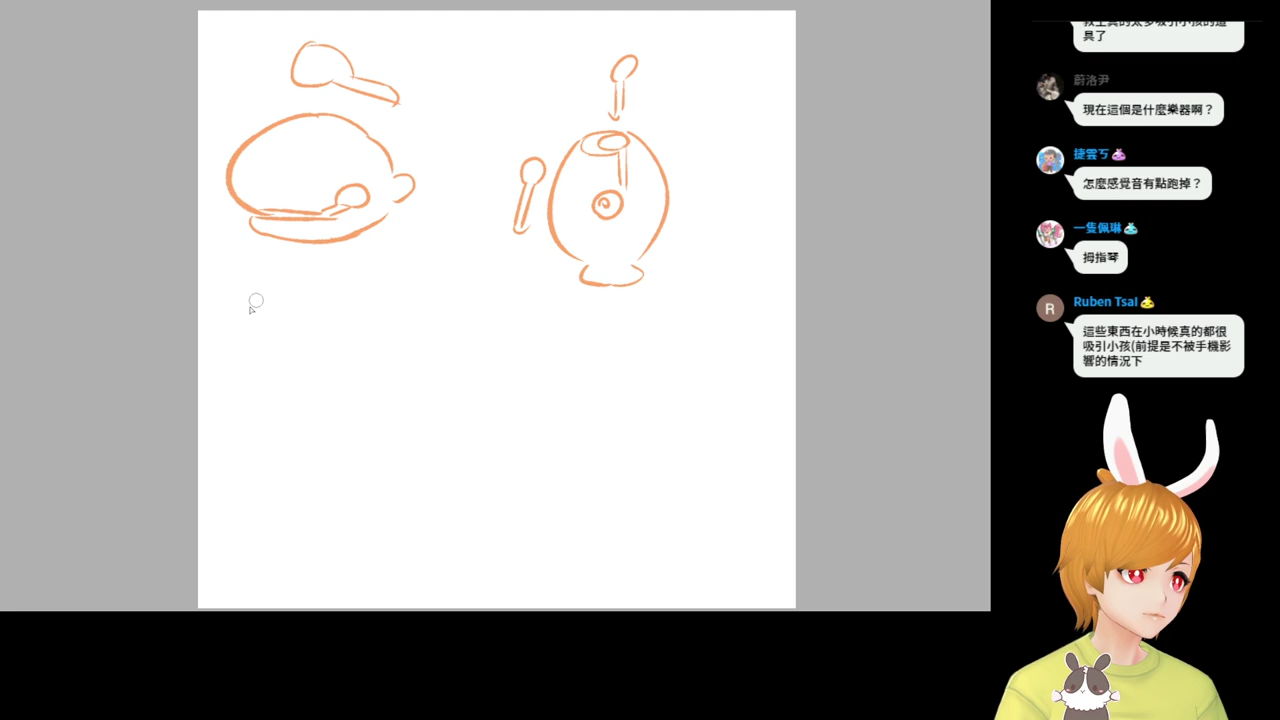 具了
蔚洛尹
現在這個是什麼樂器啊？
捷雲丂
怎麼感覺音有點跑掉？
一隻佩琳
拇指琴
R
Ruben Tsai
這些東西在小時候真的都很
吸引小孩(前提是不被手機影
響的情況下